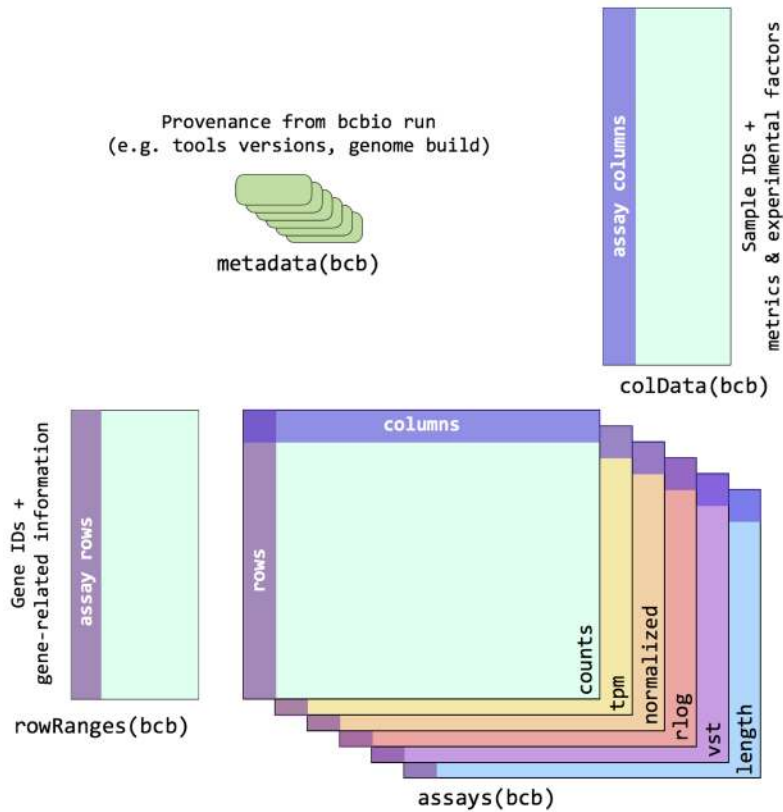 Provenance from bcbio run
(e.g. tools versions, genome build)
metadata(bcb)
assay columns
Sample IDs +
metrics & experimental factors
colData(bcb)
Gene IDs +
gene-related information
assay rows
rowRanges(bcb)
columns
rows
counts
tpm
normalized
rlog
vst
length
assays(bcb)